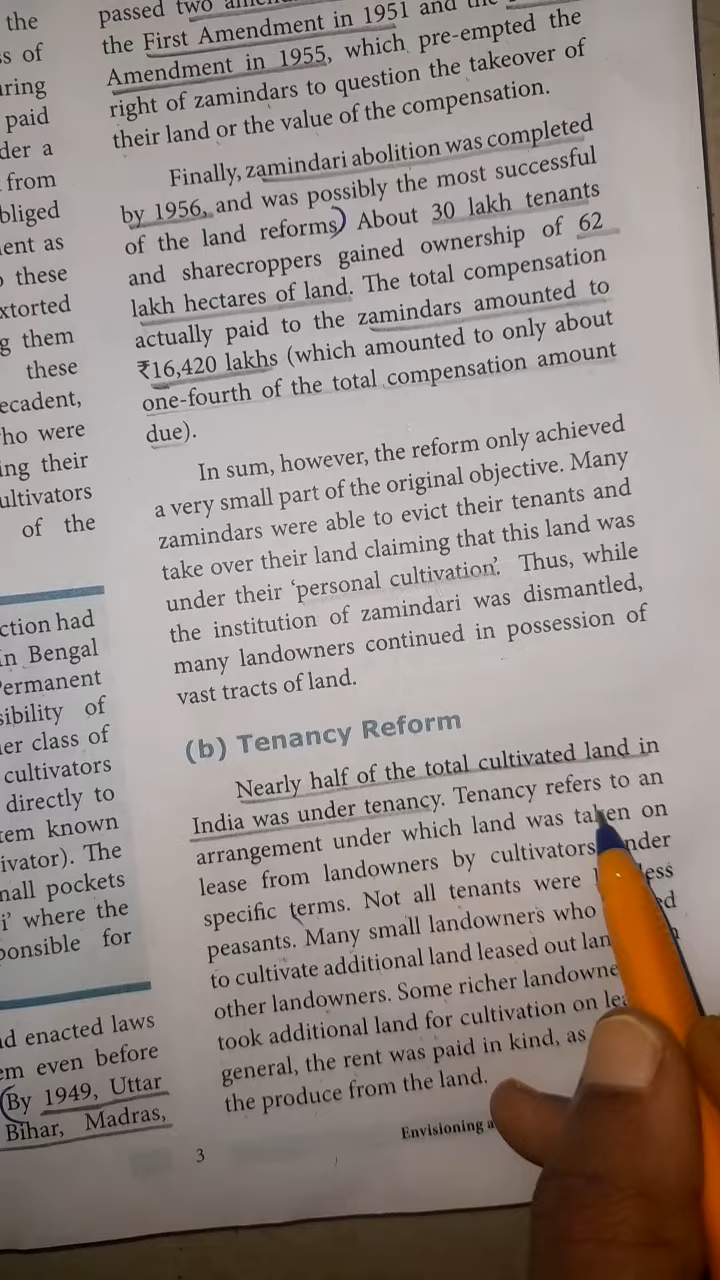 the
ss of
uring
paid
der a
from
bliged
ent as
these
xtorted
g them
these
ecadent,
ho were
ing their
ultivators
of the
ction had
in Bengal
Permanent
sibility of
er class of
cultivators
directly to
tem known
ivator). The
mall pockets
i’ where the
ponsible for
d enacted laws
em even before
(By 1949, Uttar
Bihar, Madras,
passed two
the First Amendment in 1951 and the
Amendment in 1955, which pre-empted the
right of zamindars to question the takeover of
their land or the value of the compensation.
Finally, zamindari abolition was completed
by 1956, and was possibly the most successful
of the land reforms) About 30 lakh tenants
and sharecroppers gained ownership of 62
lakh hectares of land. The total compensation
actually paid to the zamindars amounted to
₹16,420 lakhs (which amounted to only about
one-fourth of the total compensation amount
due).
In sum, however, the reform only achieved
a very small part of the original objective. Many
zamindars were able to evict their tenants and
take over their land claiming that this land was
under their ‘personal cultivation’. Thus, while
the institution of zamindari was dismantled,
many landowners continued in possession of
vast tracts of land.
(b) Tenancy Reform
Nearly half of the total cultivated land in
India was under tenancy. Tenancy refers to an
arrangement under which land was taken on
lease from landowners by cultivators under
specific terms. Not all tenants were
peasants. Many small landowners who
to cultivate additional land leased out
other landowners. Some richer
took additional land for cultivation on
general, the rent was paid in kind, as
the produce from the land.
Envisioning
3